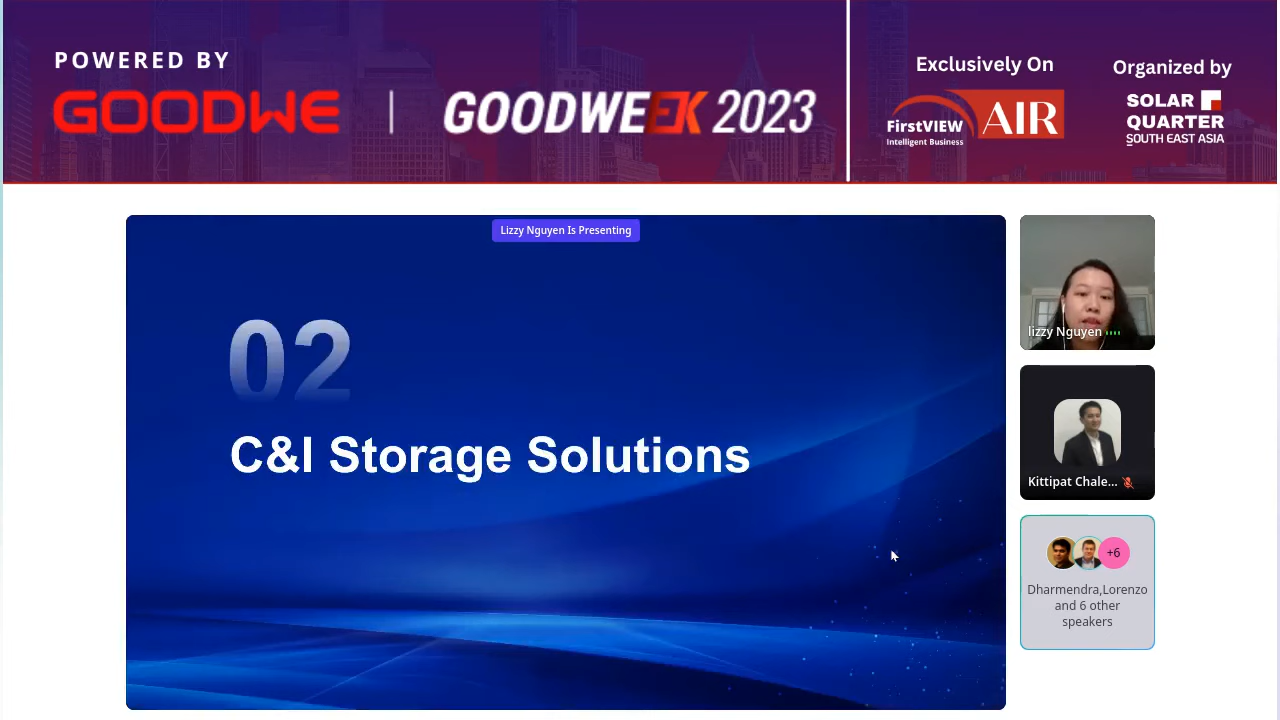 POWERED BY
GOODWE
GOODWEEK 2023
Exclusively On
FirstVIEW
Intelligent Business
AIR
Organized by
SOLAR
QUARTER
SOUTH EAST ASIA
Lizzy Nguyen Is Presenting
02
C&I Storage Solutions
lizzy Nguyen
Kittipat Chale...
+6
Dharmendra,Lorenzo
and 6 other
speakers